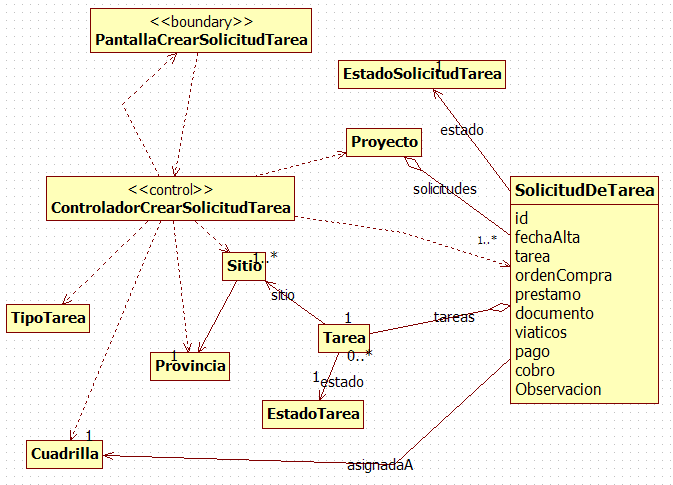 <<boundary>>
PantallaCrearSolicitudTarea
1
EstadoSolicitudTarea
estado
Proyecto
solicitudes
<<control>>
ControladorCrearSolicitudTarea
SolicitudDeTarea
id
fechaAlta
tarea
ordenCompra
prestamo
documento
viaticos
pago
cobro
Observacion
1..*
1..*
Sitio
sitio
TipoTarea
1
tareas
Tarea
0..*
1
Provincia
1
estado
EstadoTarea
1
Cuadrilla
asignadaA